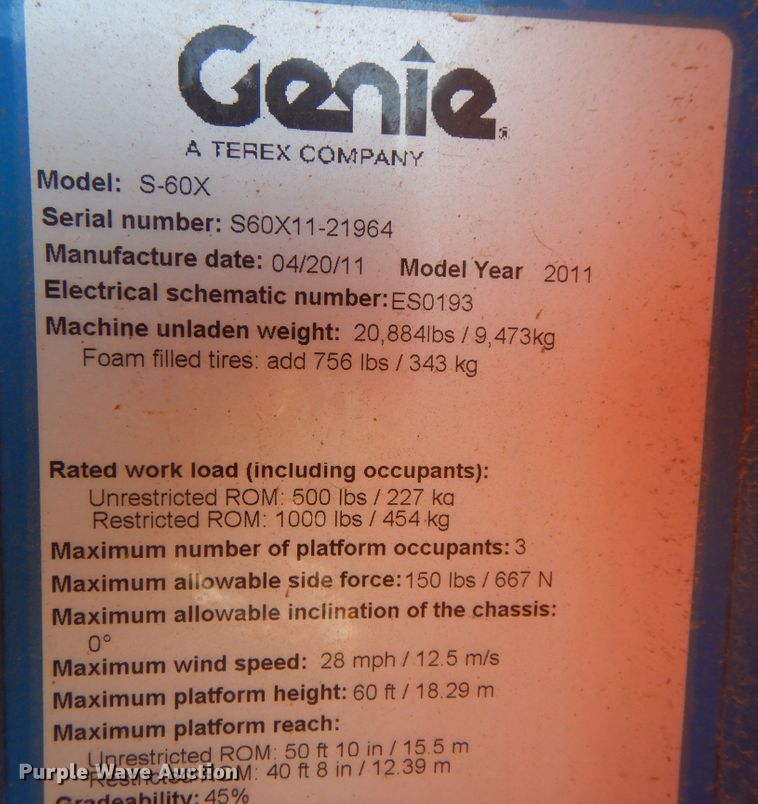 Genie
A TEREX COMPANY
Model: S-60X
Serial number: S60X11-21964
Manufacture date: 04/20/11 Model Year 2011
Electrical schematic number: ES0193
Machine unladen weight: 20,884lbs / 9,473kg
Foam filled tires: add 756 lbs / 343 kg
Rated work load (including occupants):
Unrestricted ROM: 500 lbs / 227 kg
Restricted ROM: 1000 lbs / 454 kg
Maximum number of platform occupants: 3
Maximum allowable side force: 150 lbs / 667 N
Maximum allowable inclination of the chassis:
0°
Maximum wind speed: 28 mph / 12.5 m/s
Maximum platform height: 60 ft / 18.29 m
Maximum platform reach:
Unrestricted ROM: 50 ft 10 in / 15.5 m
Restricted ROM: 40 ft 8 in / 12.39 m
Purple Wave Auction
Gradeability: 45%